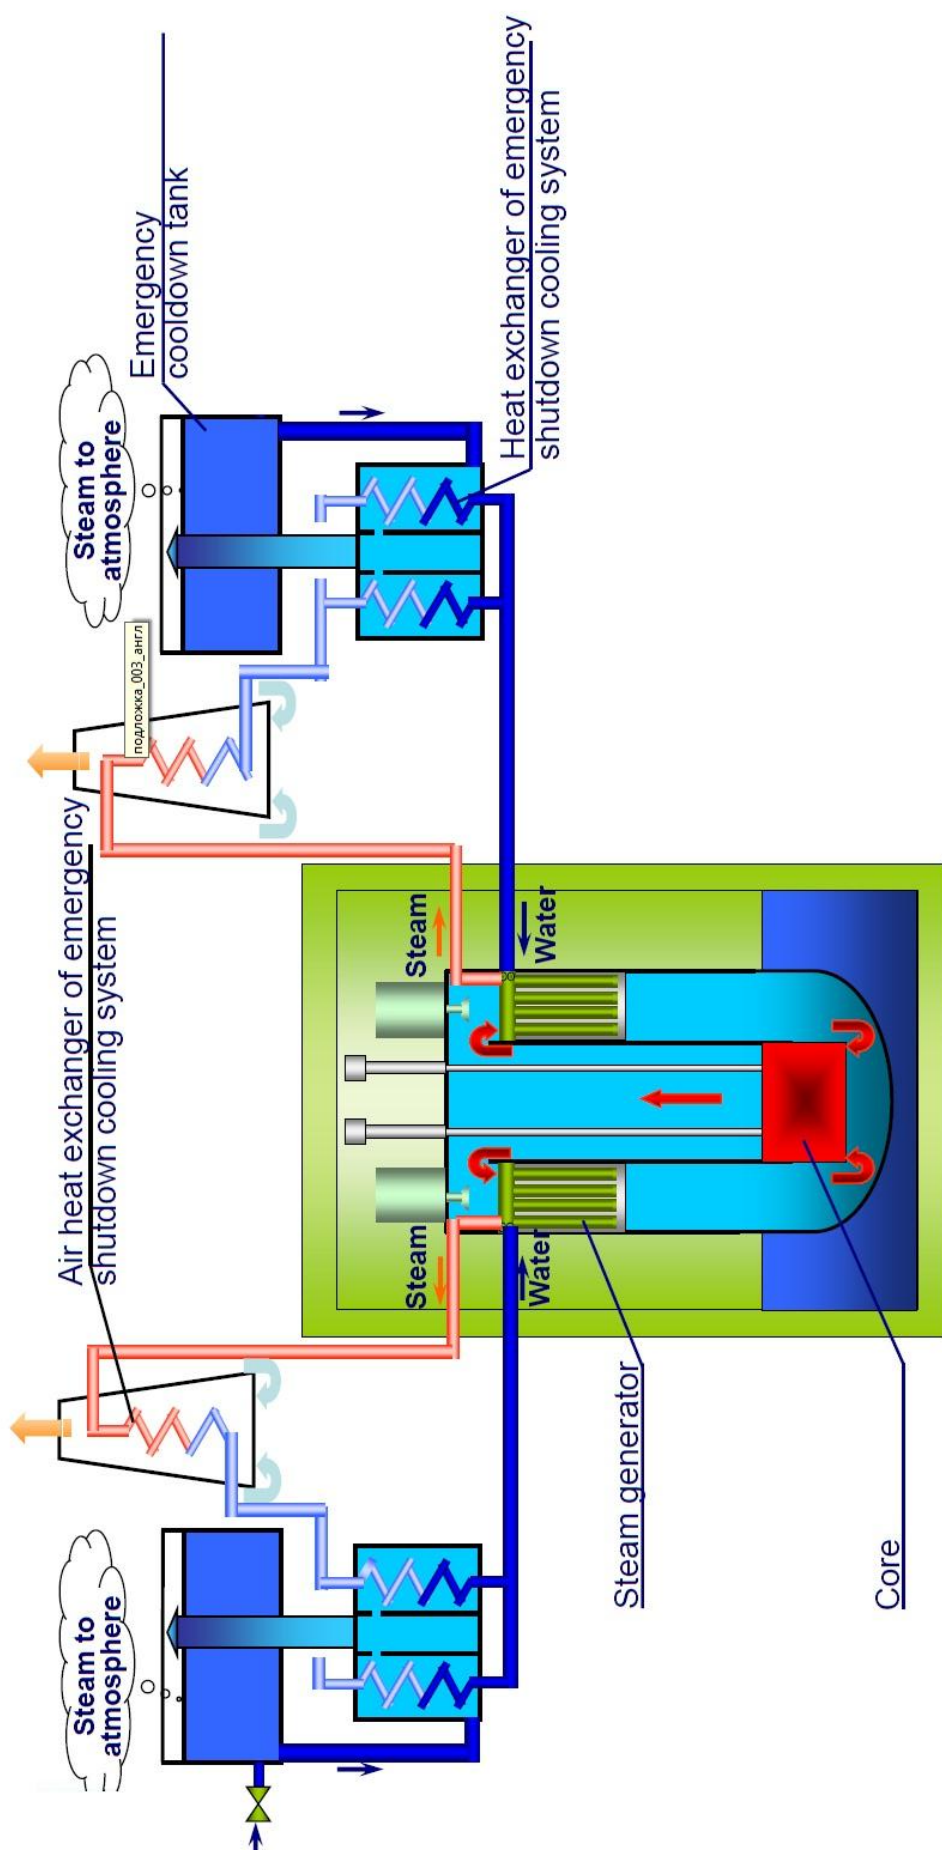 Steam to
atmosphere
Air heat exchanger of emergency
shutdown cooling system
подложка_003_англ
Steam to
atmosphere
Emergency
cooldown tank
Steam
Water
Steam
Water
Heat exchanger of emergency
shutdown cooling system
Steam generator
Core